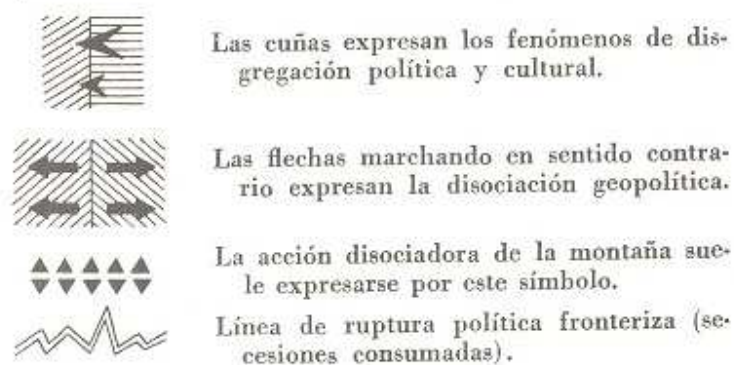 Las cuñas expresan los fenómenos de dis-
gregación política y cultural.
Las flechas marchando en sentido contra-
rio expresan la disociación geopolítica.
La acción disociadora de la montaña sue-
le expresarse por este símbolo.
Línea de ruptura política fronteriza (se-
cesiones consumadas).